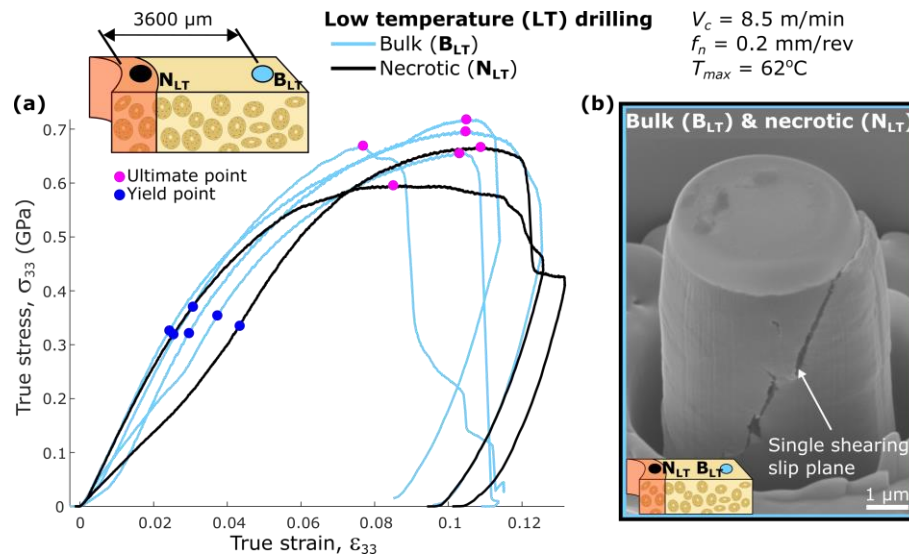 3600 µm
Low temperature (LT) drilling
Bulk (B_LT)
Necrotic (N_LT)
V_c = 8.5 m/min
f_n = 0.2 mm/rev
T_max = 62°C
N_LT
B_LT
(a)
Ultimate point
Yield point
True stress, σ_33 (GPa)
0.7
0.6
0.5
0.4
0.3
0.2
0.1
0
0 0.02 0.04 0.06 0.08 0.1 0.12
True strain, ε_33
(b)
Bulk (B_LT) & necrotic (N_LT)
Single shearing
slip plane
N_LT B_LT
1 µm